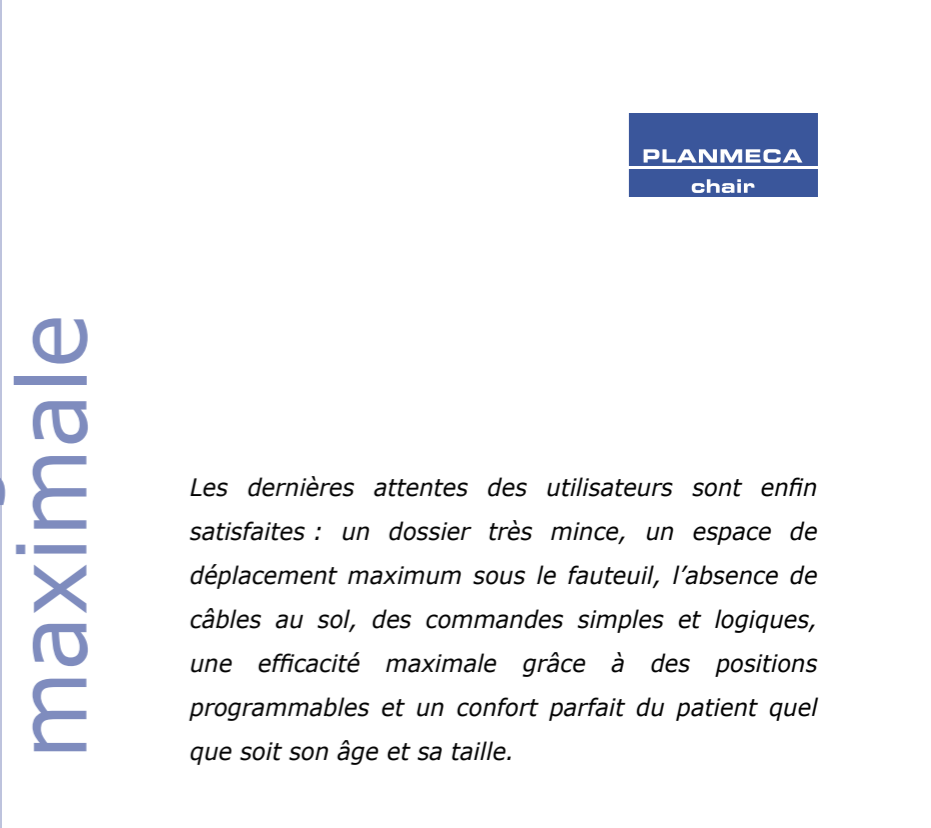 PLANMECA
chair
maximale
Les dernières attentes des utilisateurs sont enfin
satisfaites : un dossier très mince, un espace de
déplacement maximum sous le fauteuil, l’absence de
câbles au sol, des commandes simples et logiques,
une efficacité maximale grâce à des positions
programmables et un confort parfait du patient quel
que soit son âge et sa taille.